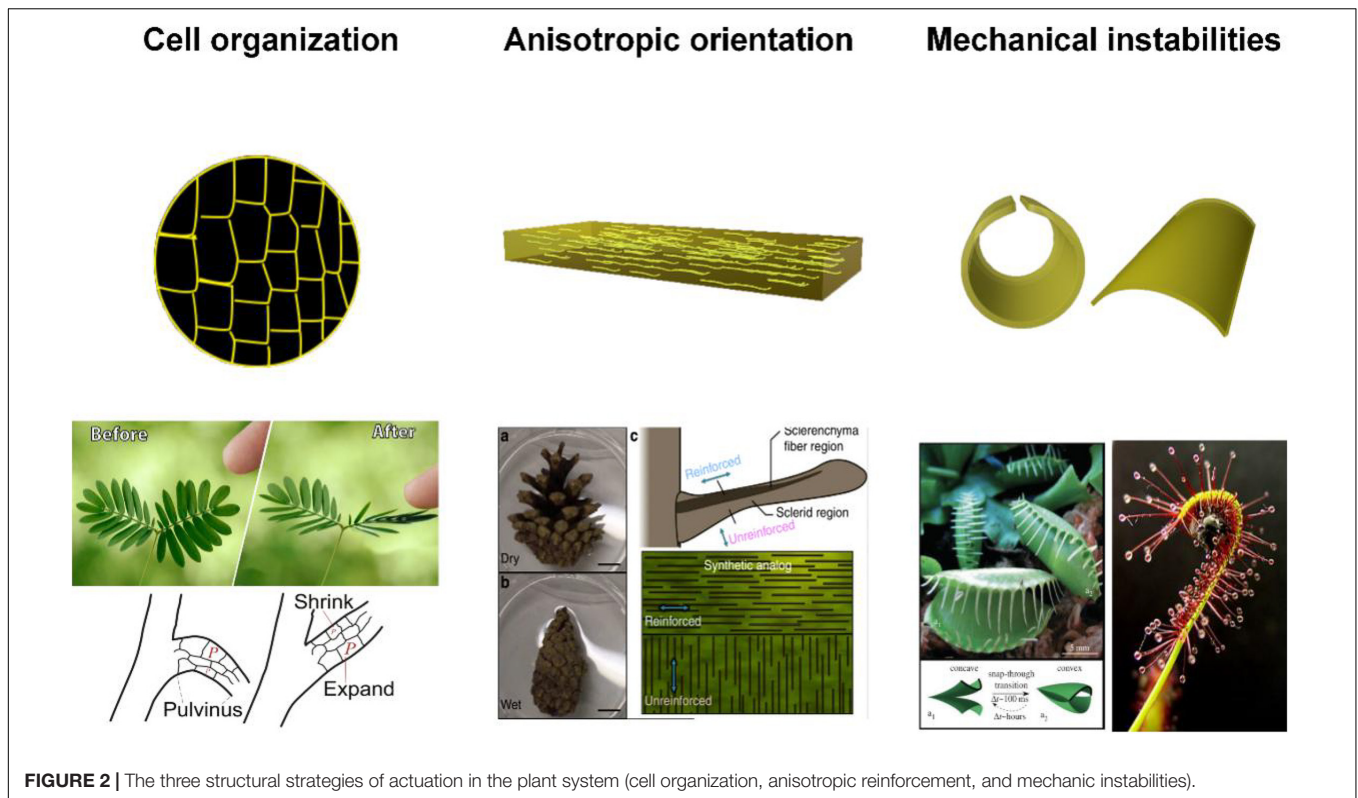 Cell organization
Anisotropic orientation
Mechanical instabilities
Before
After
Shrink
P
P
Pulvinus
Expand
a
Dry
b
Wet
c
Sclerenchyma
fiber region
Reinforced
Sclerid region
Unreinforced
Synthetic analog
Reinforced
Unreinforced
5 mm
concave
convex
snap-through
transition
Δt~100 ms
Δt~hours
a1
a2
FIGURE 2 | The three structural strategies of actuation in the plant system (cell organization, anisotropic reinforcement, and mechanic instabilities).